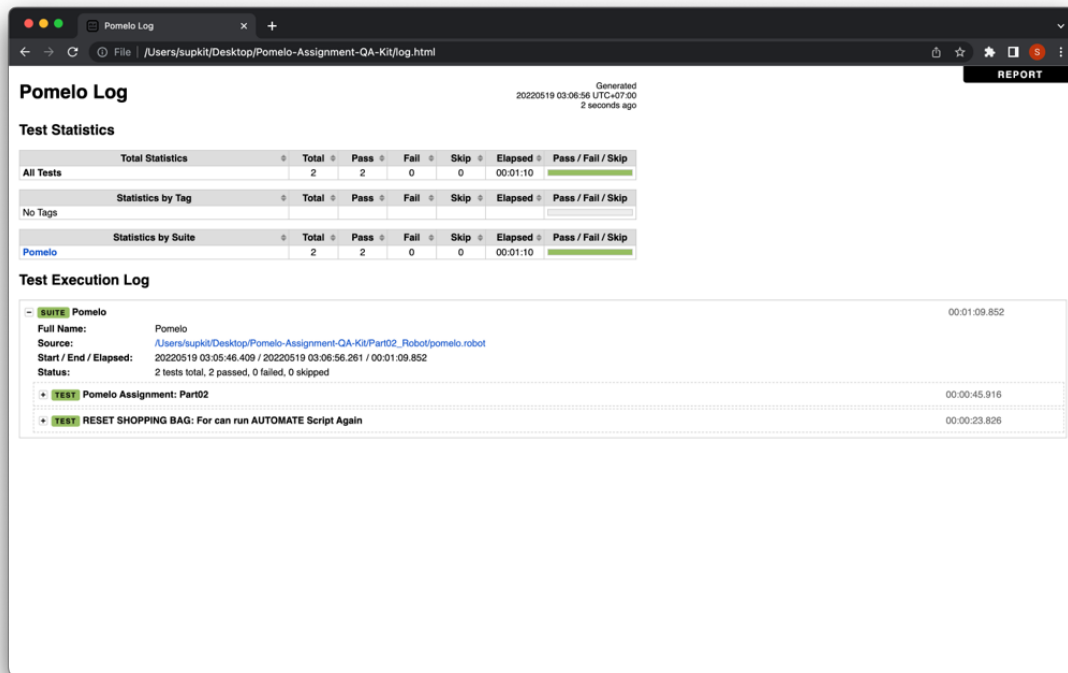 Pomelo Log
File /Users/supkit/Desktop/Pomelo-Assignment-QA-Kit/log.html
S
REPORT
Pomelo Log
Generated
20220519 03:06:56 UTC+07:00
2 seconds ago
Test Statistics
Total Statistics Total Pass Fail Skip Elapsed Pass / Fail / Skip
All Tests 2 2 0 0 00:01:10
Statistics by Tag Total Pass Fail Skip Elapsed Pass / Fail / Skip
No Tags
Statistics by Suite Total Pass Fail Skip Elapsed Pass / Fail / Skip
Pomelo 2 2 0 0 00:01:10
Test Execution Log
SUITE Pomelo 00:01:09.852
Full Name: Pomelo
Source: /Users/supkit/Desktop/Pomelo-Assignment-QA-Kit/Part02_Robot/pomelo.robot
Start / End / Elapsed: 20220519 03:05:46.409 / 20220519 03:06:56.261 / 00:01:09.852
Status: 2 tests total, 2 passed, 0 failed, 0 skipped
TEST Pomelo Assignment: Part02 00:00:45.916
TEST RESET SHOPPING BAG: For can run AUTOMATE Script Again 00:00:23.826